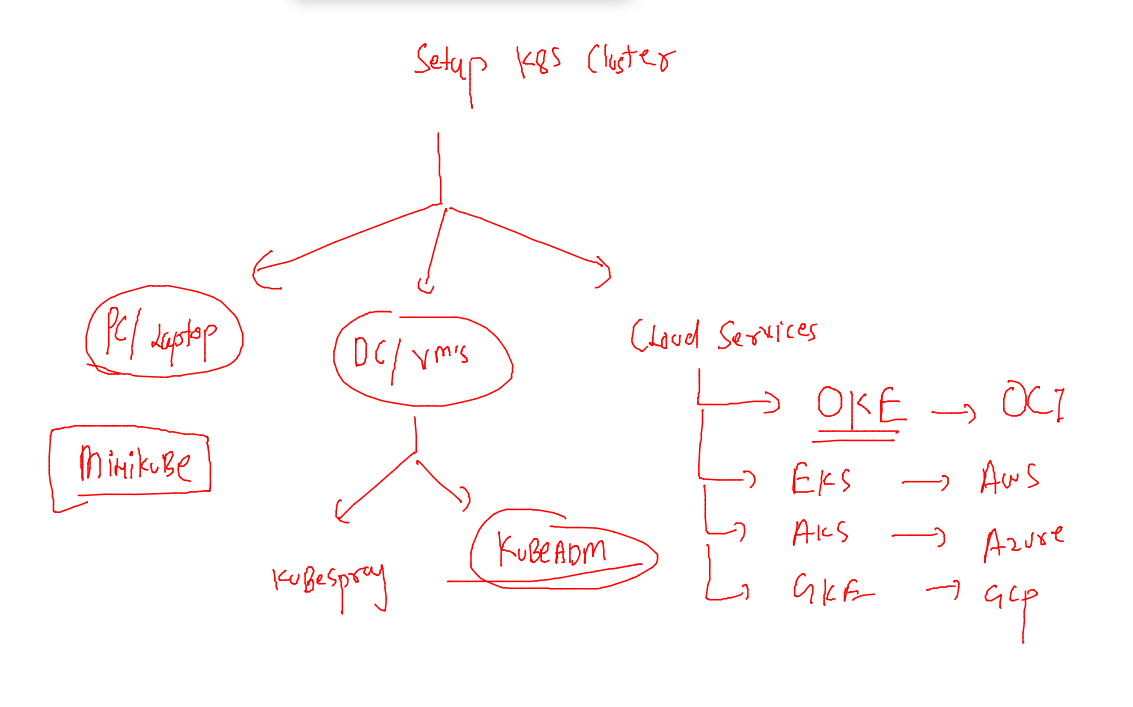 Setup K8S Cluster
PC/ Laptop
DC/ VM's
Cloud Services
MiniKuBe
KuBespray
KuBeADM
OKE → OCI
EKS → AWS
AKS → Azure
GKE → GCP